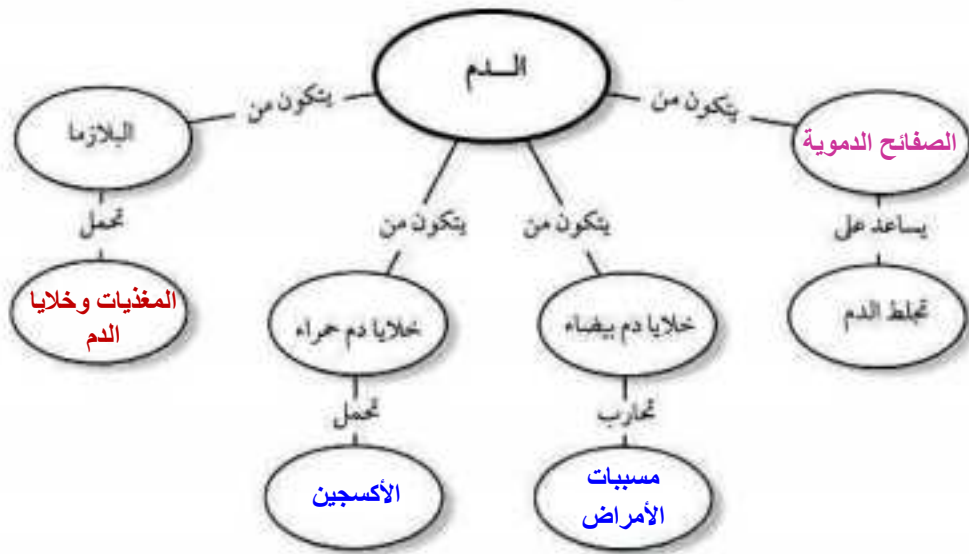 الـــدم
يتكون من
يتكون من
الصفائح الدموية
البلازما
يساعد على
تحمل
يتكون من
يتكون من
تجلط الدم
خلايا دم بيضاء
خلايا دم حمراء
المغذيات وخلايا
الدم
تحارب
تحمل
مسببات
الأمراض
الأكسجين